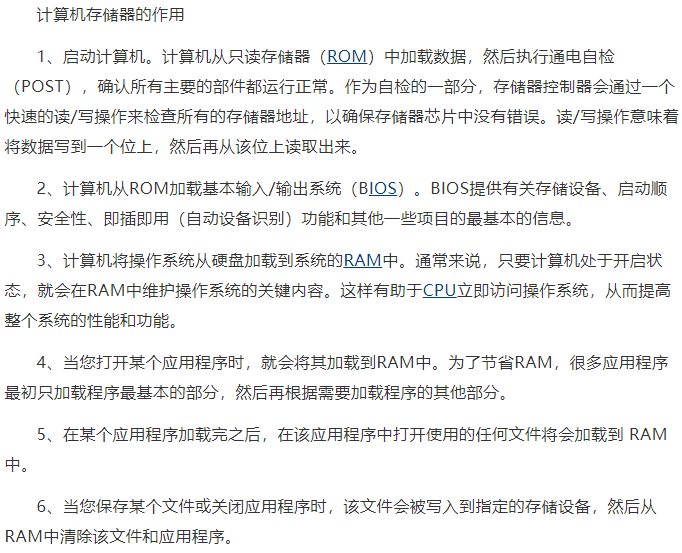 计算机存储器的作用
1、启动计算机。计算机从只读存储器（ROM）中加载数据，然后执行通电自检
（POST），确认所有主要的部件都运行正常。作为自检的一部分，存储器控制器会通过一个
快速的读/写操作来检查所有的存储器地址，以确保存储器芯片中没有错误。读/写操作意味着
将数据写到一个位上，然后再从该位上读取出来。
2、计算机从ROM加载基本输入/输出系统（BIOS）。BIOS提供有关存储设备、启动顺
序、安全性、即插即用（自动设备识别）功能和其他一些项目的最基本的信息。
3、计算机将操作系统从硬盘加载到系统的RAM中。通常来说，只要计算机处于开启状
态，就会在RAM中维护操作系统的关键内容。这样有助于CPU立即访问操作系统，从而提高
整个系统的性能和功能。
4、当您打开某个应用程序时，就会将其加载到RAM中。为了节省RAM，很多应用程序
最初只加载程序最基本的部分，然后再根据需要加载程序的其他部分。
5、在某个应用程序加载完之后，在该应用程序中打开使用的任何文件将会加载到 RAM
中。
6、当您保存某个文件或关闭应用程序时，该文件会被写入到指定的存储设备，然后从
RAM中清除该文件和应用程序。